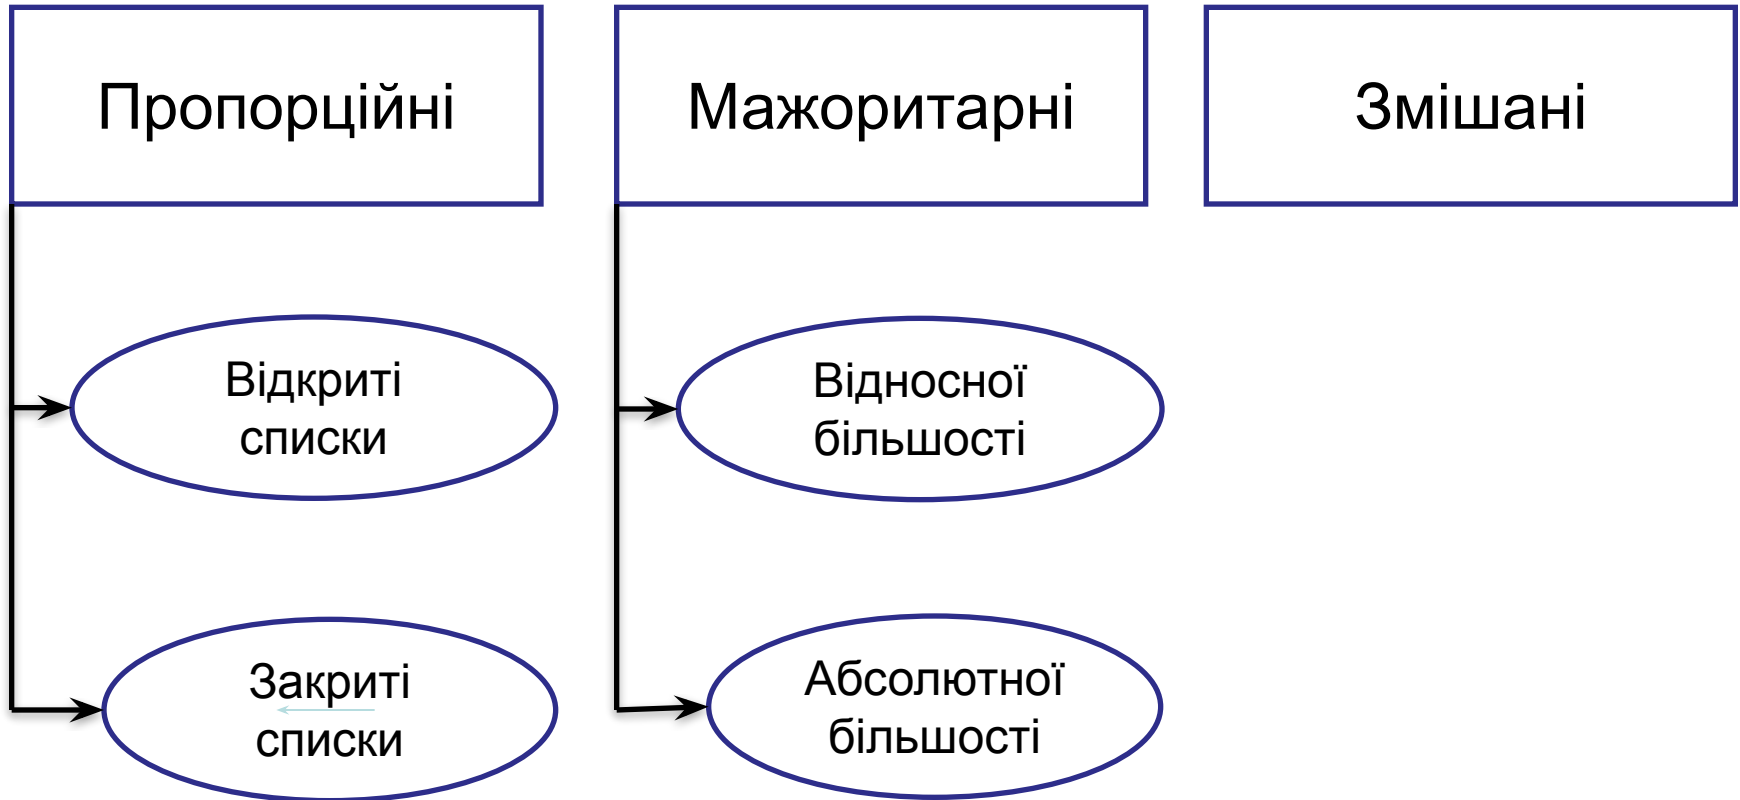 Пропорційні
Мажоритарні
Змішані
Відкриті
списки
Відносної
більшості
Закриті
списки
Абсолютної
більшості